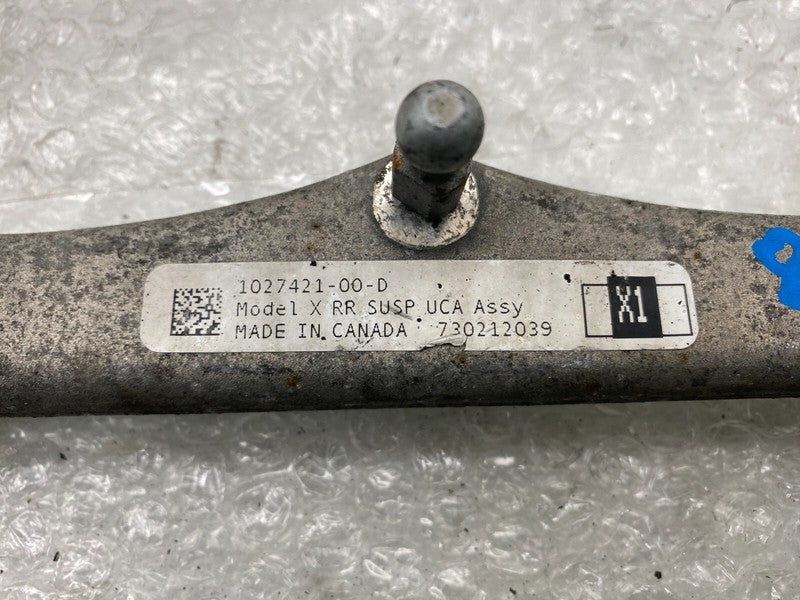 1027421-00-D
Model X RR SUSP UCA Assy
MADE IN CANADA 730212039
X1